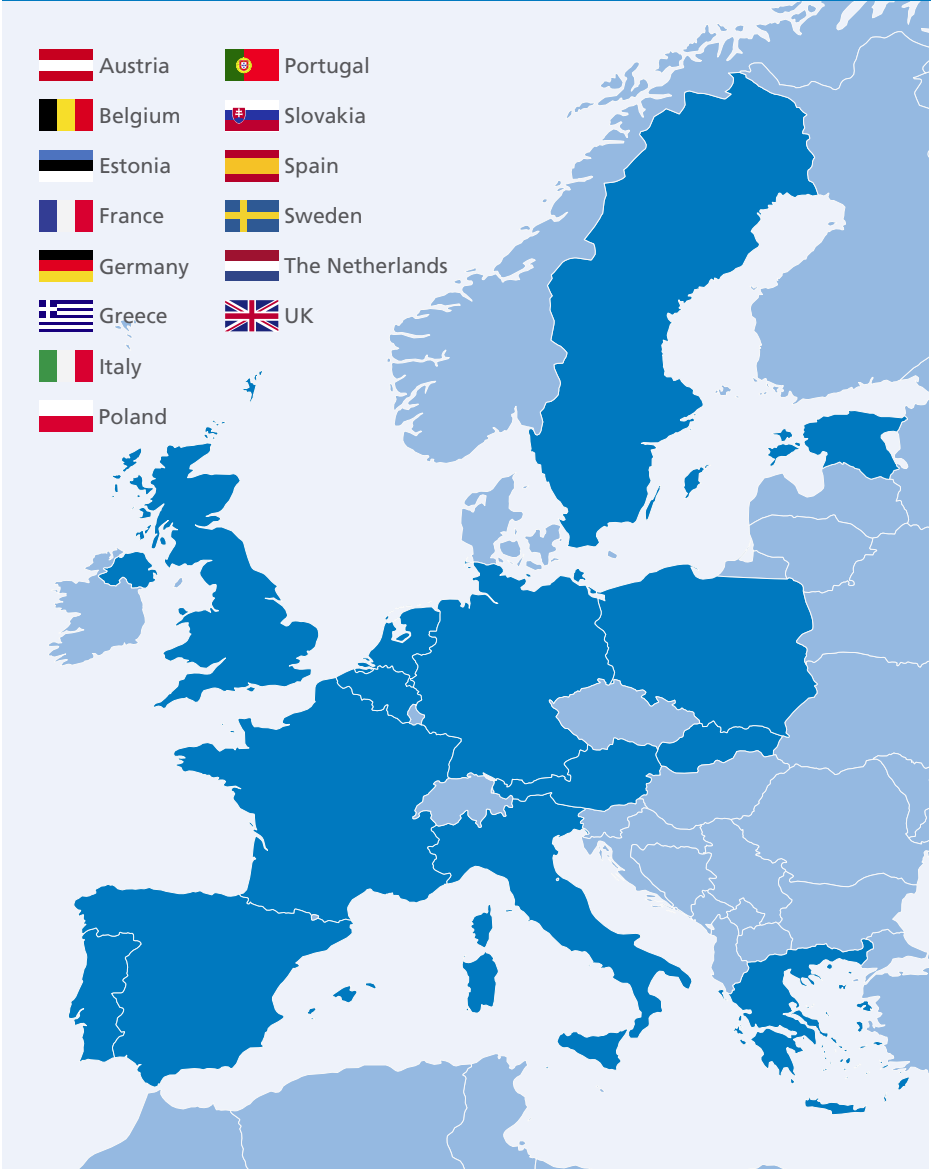 Austria
Belgium
Estonia
France
Germany
Greece
Italy
Poland
Portugal
Slovakia
Spain
Sweden
The Netherlands
UK